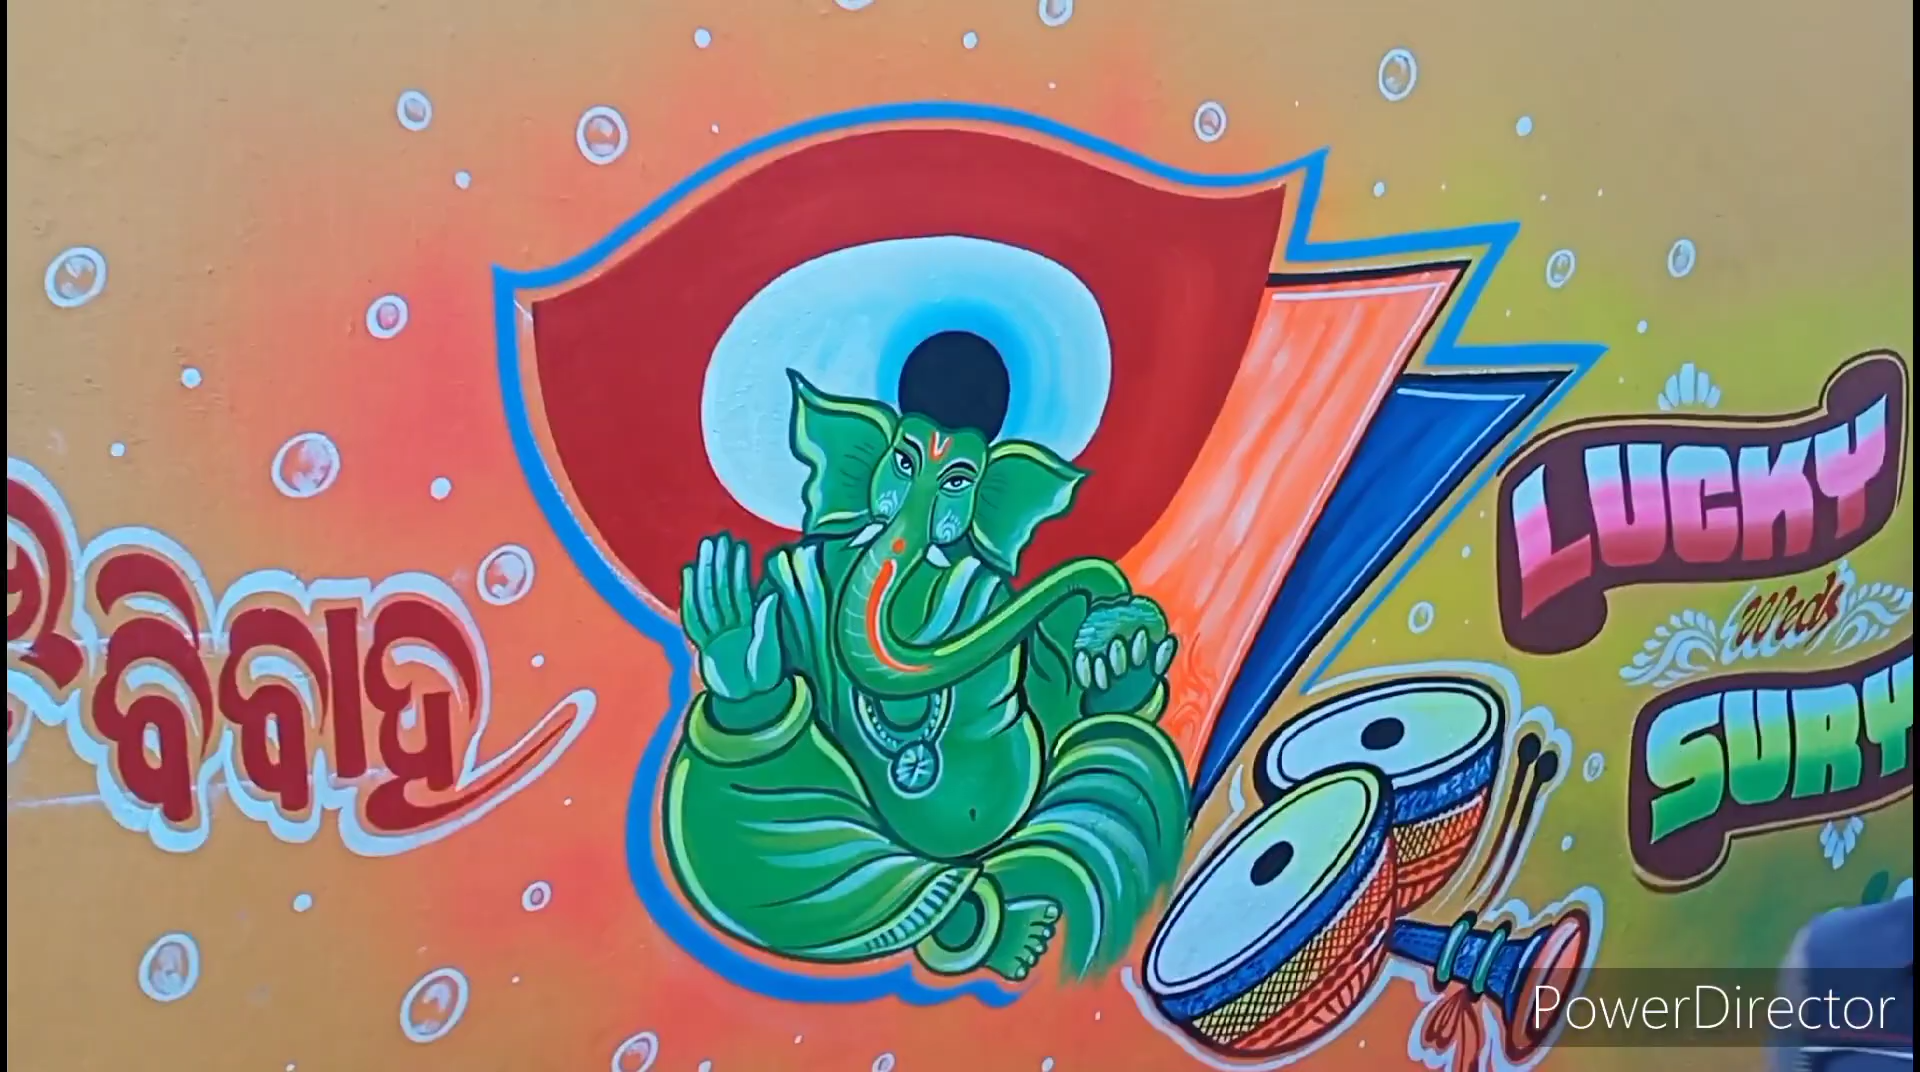 ବିବାହ
LUCKY
Weds
SURY
PowerDirector